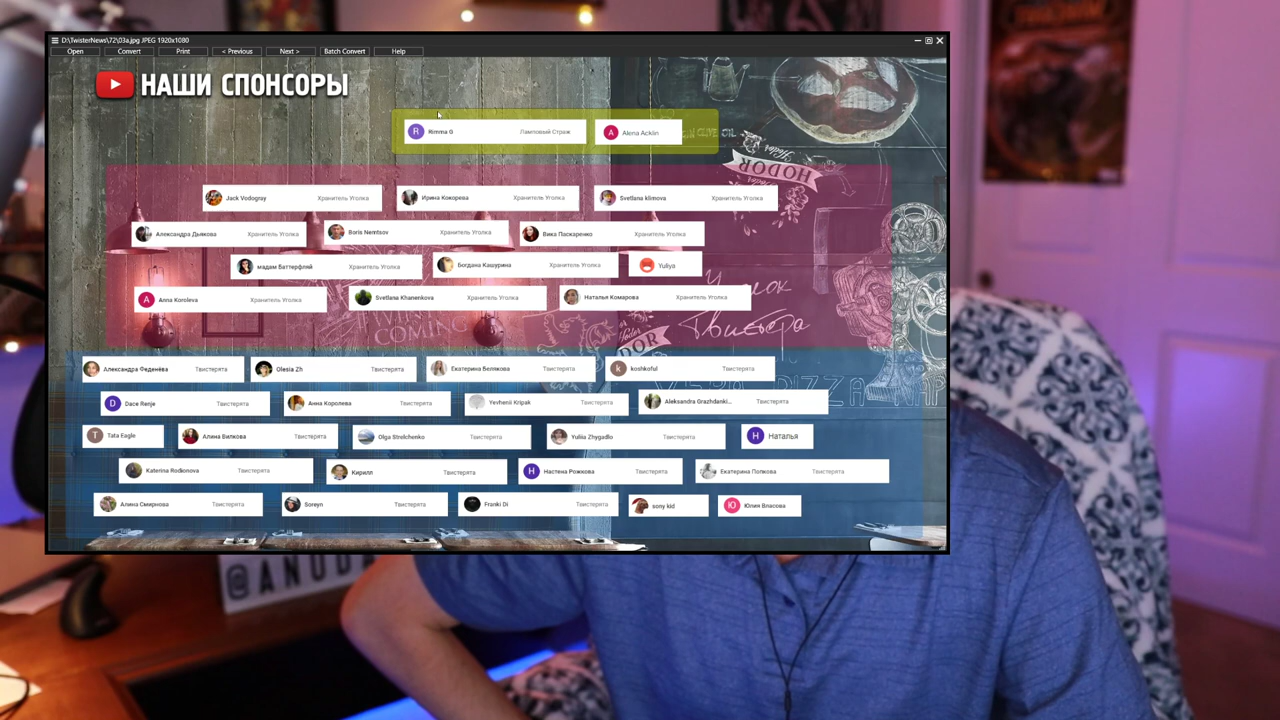 D:\TwisterNews\72\03a.jpg JPEG 1920x1080
Open Convert Print < Previous Next > Batch Convert Help
НАШИ СПОНСОРЫ
R Rimma G Ламповый Страж A Alena Acklin
HODOR
Jack Vodogray Хранитель Уголка Ирина Кокорева Хранитель Уголка Svetlana klimova Хранитель Уголка
Александра Дьякова Хранитель Уголка Boris Nemtsov Хранитель Уголка Вика Паскаренко Хранитель Уголка
мадам Баттерфляй Хранитель Уголка Богдана Кашурина Хранитель Уголка Yuliya
A Anna Koroleva Хранитель Уголка Svetlana Khanenkova Хранитель Уголка Наталья Комарова Хранитель Уголка
Уголок
Твистера
COMING
Александра Феденёва Твистерята Olesia Zh Твистерята Екатерина Белякова Твистерята k koshkoful Твистерята
D Dace Renje Твистерята Анна Королева Твистерята Yevhenii Kripak Твистерята Aleksandra Grazhdanki... Твистерята
T Tata Eagle Алина Вилкова Твистерята Olga Strelchenko Твистерята Yuliia Zhygadlo Твистерята Н Наталья
Katerina Rodionova Твистерята Кирилл Твистерята Н Настена Рожкова Твистерята Екатерина Попкова Твистерята
Алина Смирнова Твистерята Soreyn Твистерята Franki Di Твистерята sony kid Ю Юлия Власова